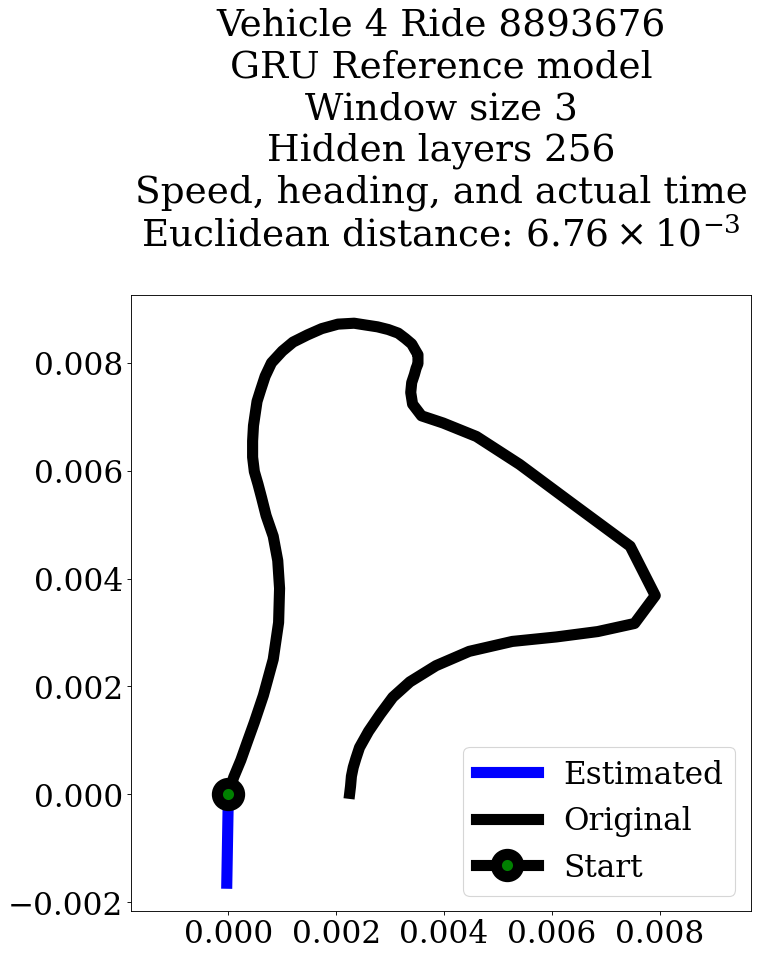 Vehicle 4 Ride 8893676
GRU Reference model
Window size 3
Hidden layers 256
Speed, heading, and actual time
Euclidean distance: 6.76 × 10⁻³
0.008
0.006
0.004
0.002
0.000
−0.002
0.000 0.002 0.004 0.006 0.008
Estimated
Original
Start